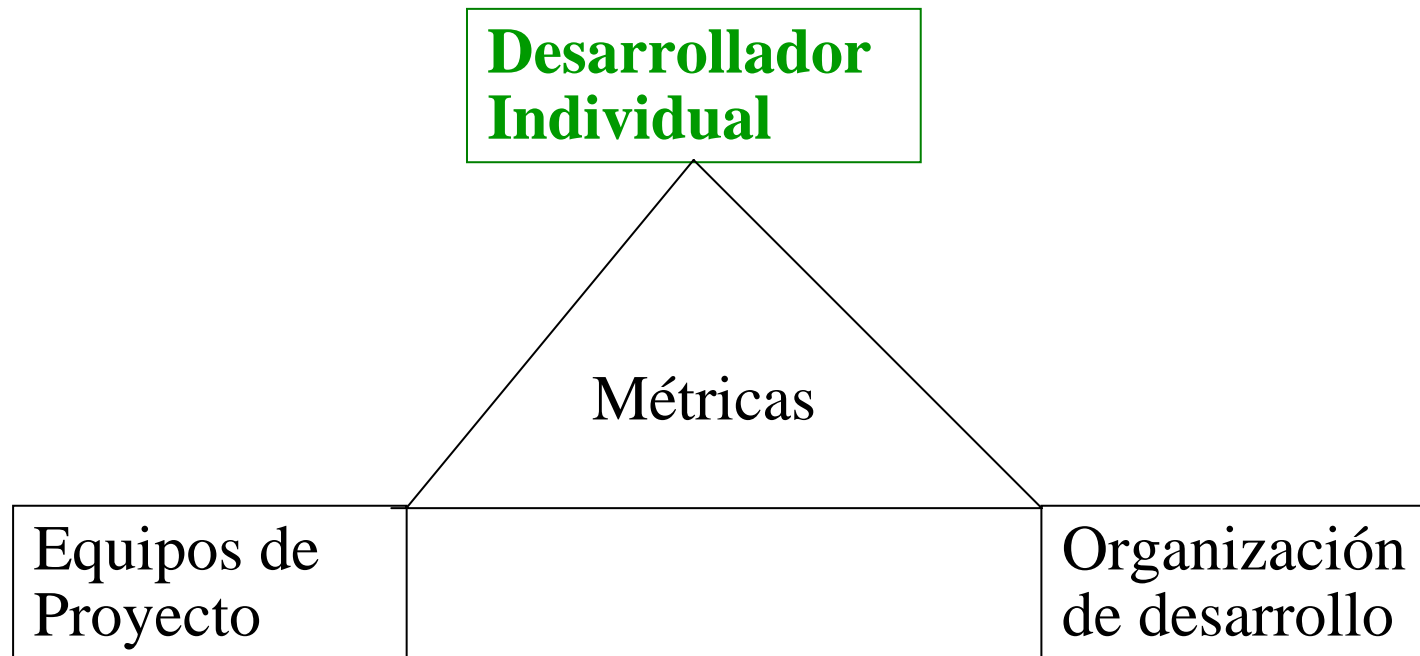 Desarrollador
Individual
Métricas
Equipos de
Proyecto
Organización
de desarrollo